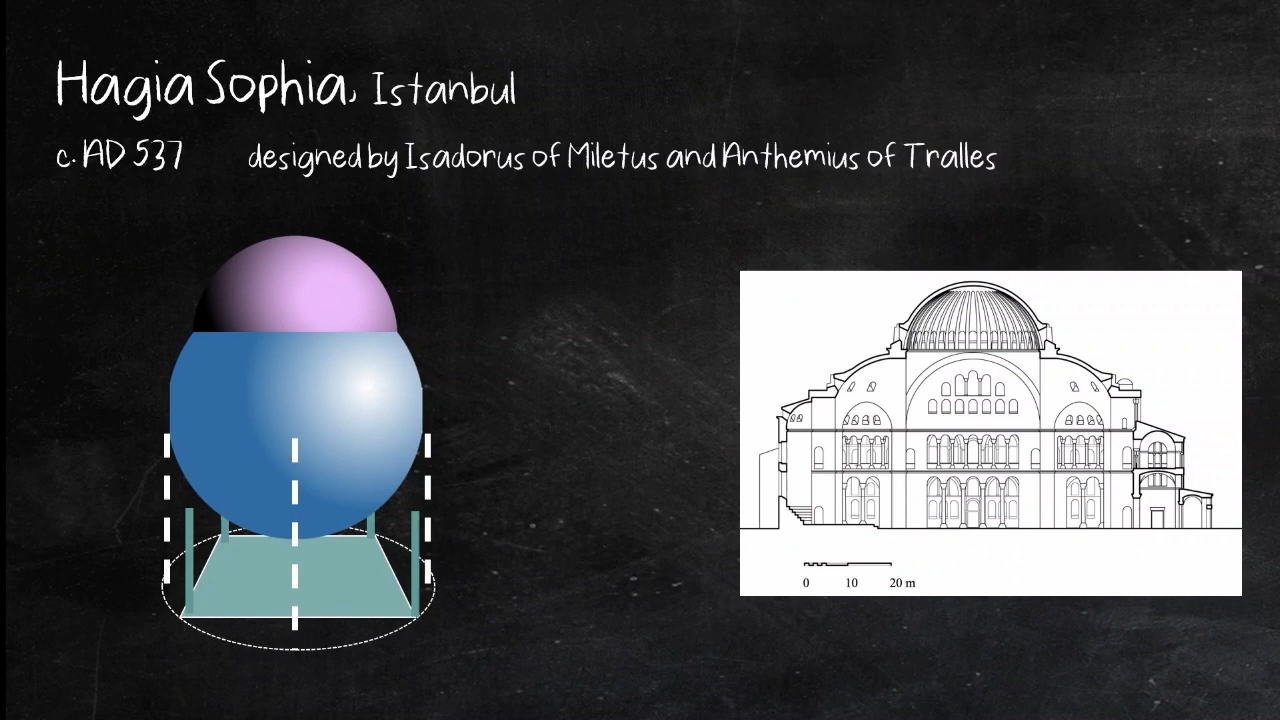 Hagia Sophia, Istanbul
c. AD 537 designed by Isadorus of Miletus and Anthemius of Tralles
0 10 20 m